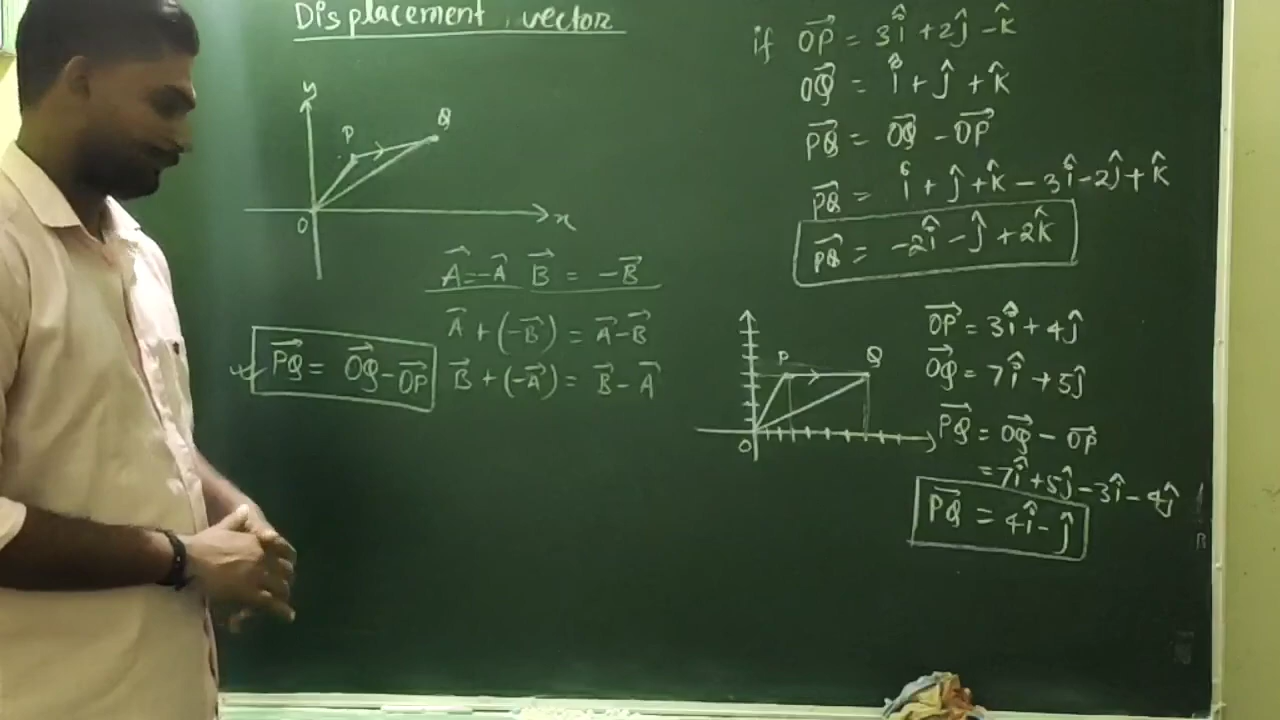 Displacement vector
y
P
Q
O
x
A⃗=-A⃗ B⃗ = -B⃗
A⃗ + (-B⃗) = A⃗-B⃗
B⃗ + (-A⃗) = B⃗ - A⃗
PQ⃗ = OQ⃗ - OP⃗
if OP⃗ = 3î + 2ĵ - k̂
OQ⃗ = î + ĵ + k̂
PQ⃗ = OQ⃗ - OP⃗
PQ⃗ = î + ĵ + k̂ - 3î - 2ĵ + k̂
PQ⃗ = -2î - ĵ + 2k̂
P
Q
O
OP⃗ = 3î + 4ĵ
OQ⃗ = 7î + 5ĵ
PQ⃗ = OQ⃗ - OP⃗
= 7î + 5ĵ - 3î - 4ĵ
PQ⃗ = 4î - ĵ